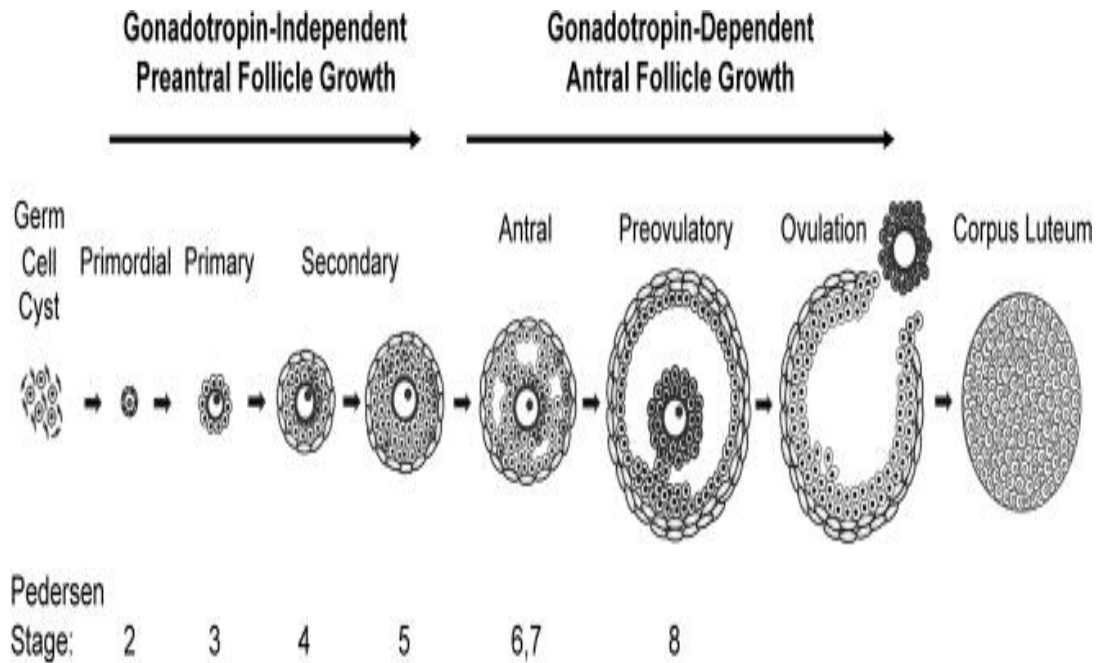 Gonadotropin-Independent
Preantral Follicle Growth
Gonadotropin-Dependent
Antral Follicle Growth
Germ
Cell
Cyst
Primordial
Primary
Secondary
Antral
Preovulatory
Ovulation
Corpus Luteum
Pedersen
Stage: 2 3 4 5 6,7 8